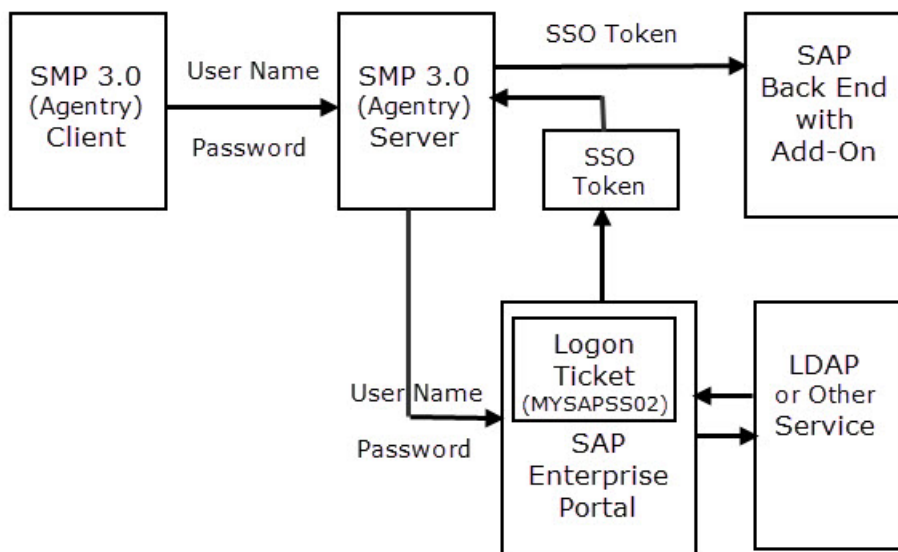 SMP 3.0
(Agentry)
Client
User Name
Password
SMP 3.0
(Agentry)
Server
SSO Token
SAP
Back End
with
Add-On
SSO
Token
User Name
Password
Logon
Ticket
(MYSAPSS02)
SAP
Enterprise
Portal
LDAP
or Other
Service